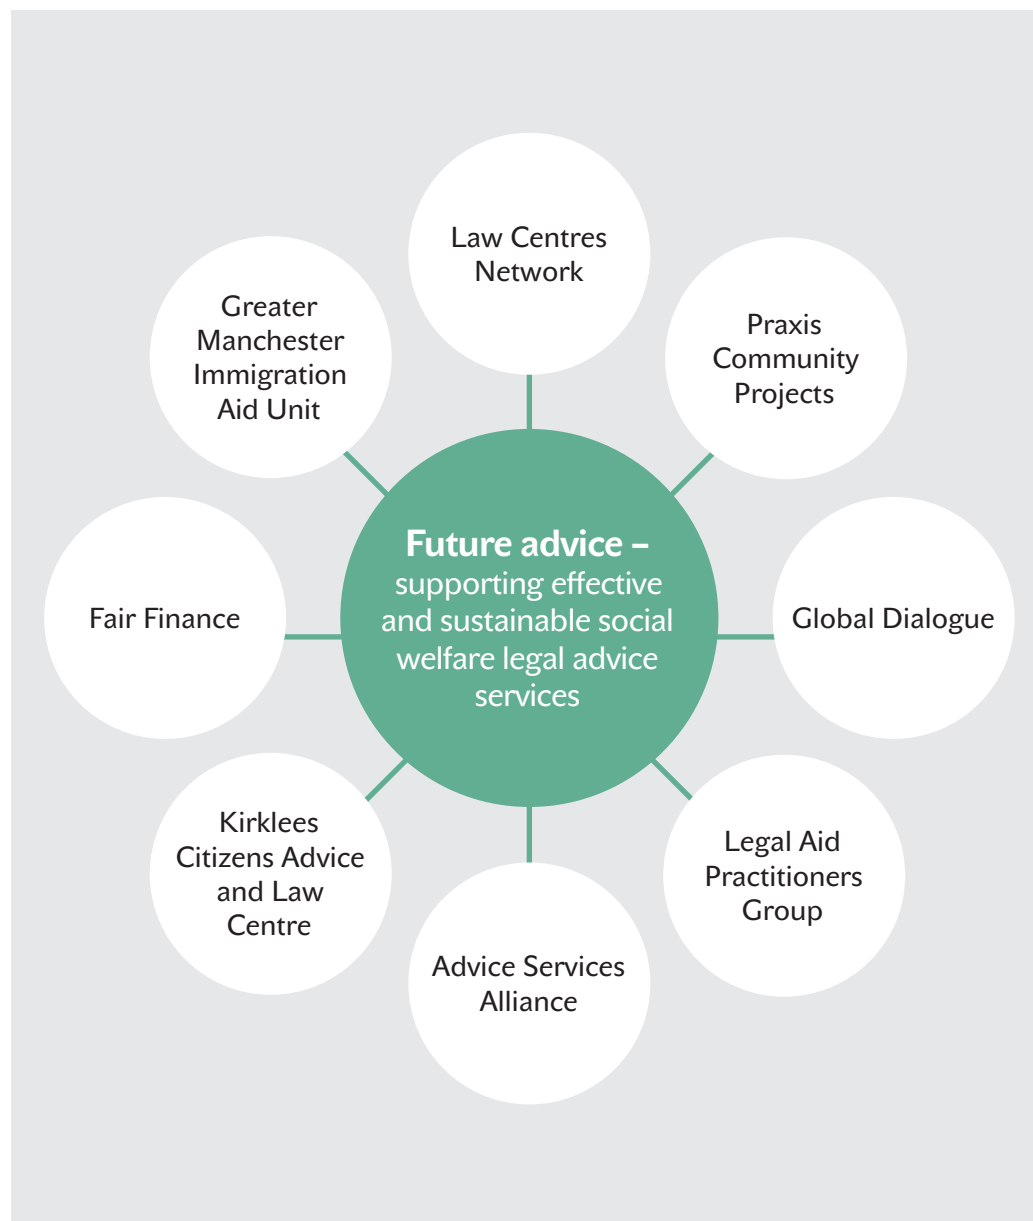 Law Centres
Network
Greater
Manchester
Immigration
Aid Unit
Praxis
Community
Projects
Future advice –
supporting effective
and sustainable social
welfare legal advice
services
Fair Finance
Global Dialogue
Kirklees
Citizens Advice
and Law
Centre
Legal Aid
Practitioners
Group
Advice Services
Alliance